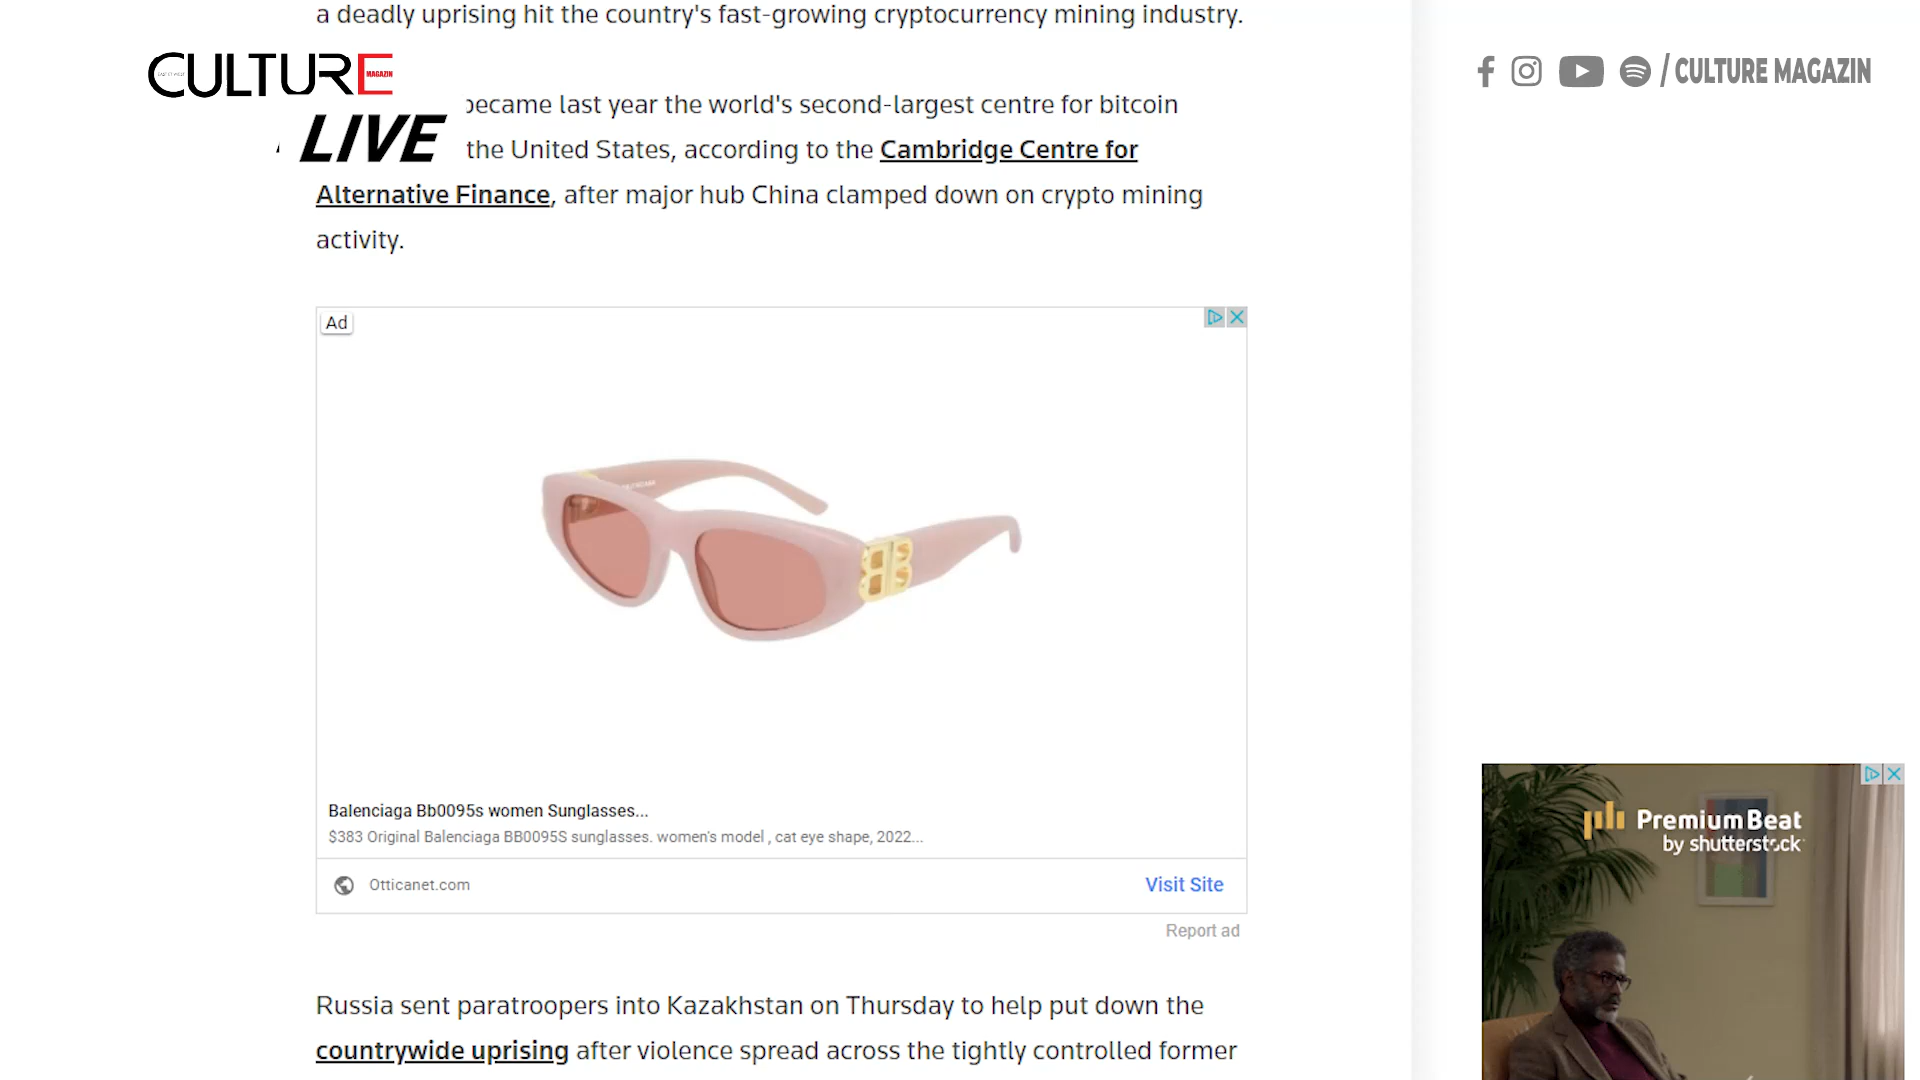 a deadly uprising hit the country's fast-growing cryptocurrency mining industry.
CULTURE
MAGAZIN
LIVE
/ CULTURE MAGAZIN
became last year the world's second-largest centre for bitcoin
the United States, according to the Cambridge Centre for
Alternative Finance, after major hub China clamped down on crypto mining
activity.
Ad
Balenciaga Bb0095s women Sunglasses...
$383 Original Balenciaga BB0095S sunglasses. women's model , cat eye shape, 2022...
Otticanet.com
Visit Site
Report ad
PremiumBeat
by shutterstock
Russia sent paratroopers into Kazakhstan on Thursday to help put down the
countrywide uprising after violence spread across the tightly controlled former